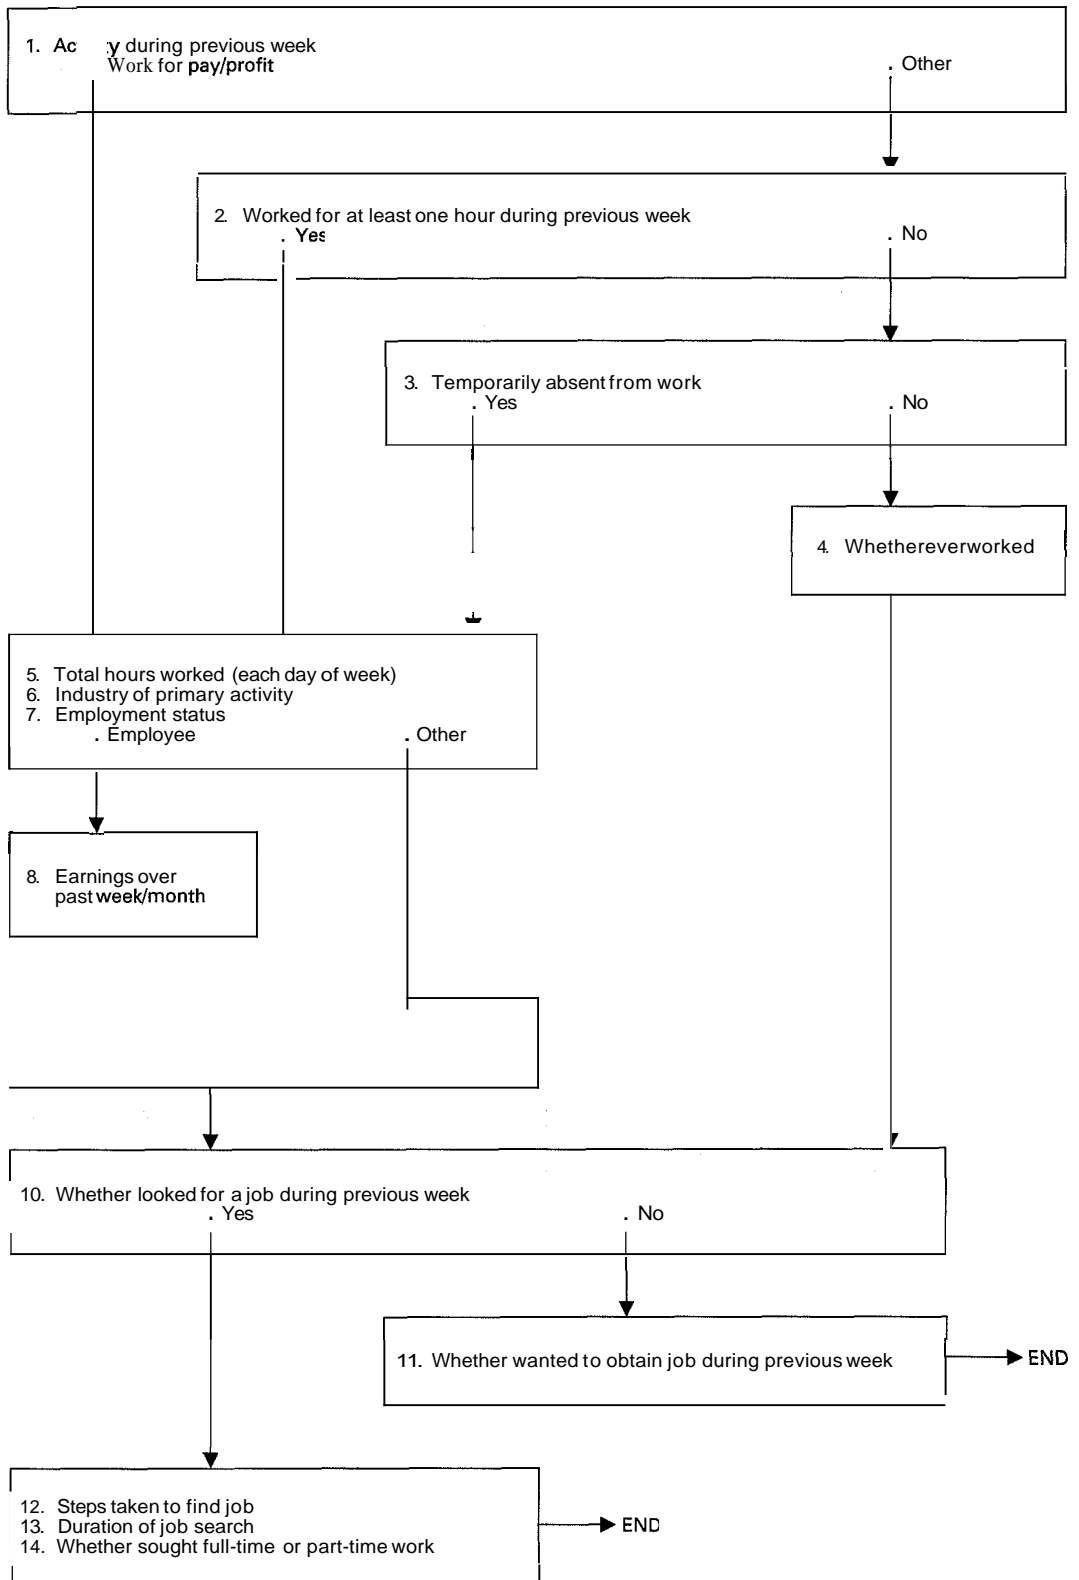 1. Ac y during previous week
Work for pay/profit
. Other
2. Worked for at least one hour during previous week
. Yes
. No
3. Temporarily absent from work
. Yes
. No
4. Whether ever worked
5. Total hours worked (each day of week)
6. Industry of primary activity
7. Employment status
. Employee
. Other
8. Earnings over
past week/month
10. Whether looked for a job during previous week
. Yes
. No
11. Whether wanted to obtain job during previous week
END
12. Steps taken to find job
13. Duration of job search
14. Whether sought full-time or part-time work
END